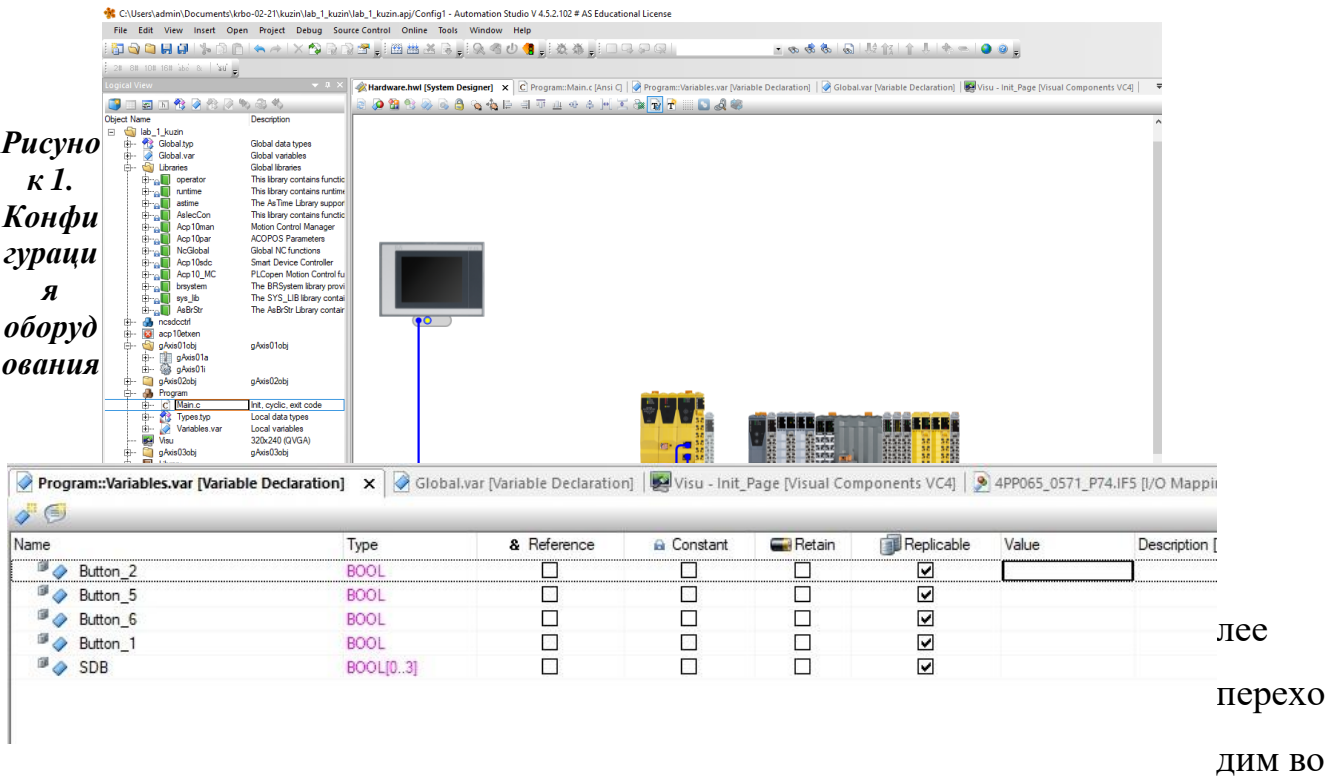 C:\Users\admin\Documents\krbo-02-21\kuzin\lab_1_kuzin\lab_1_kuzin.apj/Config1 - Automation Studio V 4.5.2.102 # AS Educational License
File Edit View Insert Open Project Debug Source Control Online Tools Window Help
Logical View
Hardware.hwl [System Designer] Program::Main.c [Ansi C] Program::Variables.var [Variable Declaration] Global.var [Variable Declaration] Visu - Init_Page [Visual Components VC4]
Object Name Description
lab_1_kuzin
Global.typ Global data types
Global.var Global variables
Libraries Global libraries
operator This library contains functic
runtime This library contains runtime
astime The AsTime Library suppor
AsIecCon This library contains functic
Acp10man Motion Control Manager
Acp10par ACOPOS Parameters
NcGlobal Global NC functions
Acp10sdc Smart Device Controller
Acp10_MC PLCopen Motion Control fu
brsystem The BRSystem library provi
sys_lib The SYS_LIB library contai
AsBrStr The AsBrStr Library contair
ncsdcctrl
acp10etxen
gAxis01obj gAxis01obj
gAxis01a
gAxis01i
gAxis02obj gAxis02obj
Program
Main.c Init, cyclic, exit code
Types.typ Local data types
Variables.var Local variables
Visu 320x240 (QVGA)
gAxis03obj gAxis03obj
Рисуно
к 1.
Конфи
гураци
я
оборуд
ования
Program::Variables.var [Variable Declaration] Global.var [Variable Declaration] Visu - Init_Page [Visual Components VC4] 4PP065_0571_P74.IF5 [I/O Mappi
Name Type & Reference Constant Retain Replicable Value Description [
Button_2 BOOL
Button_5 BOOL
Button_6 BOOL
Button_1 BOOL
SDB BOOL[0..3]
лее
перехо
дим во